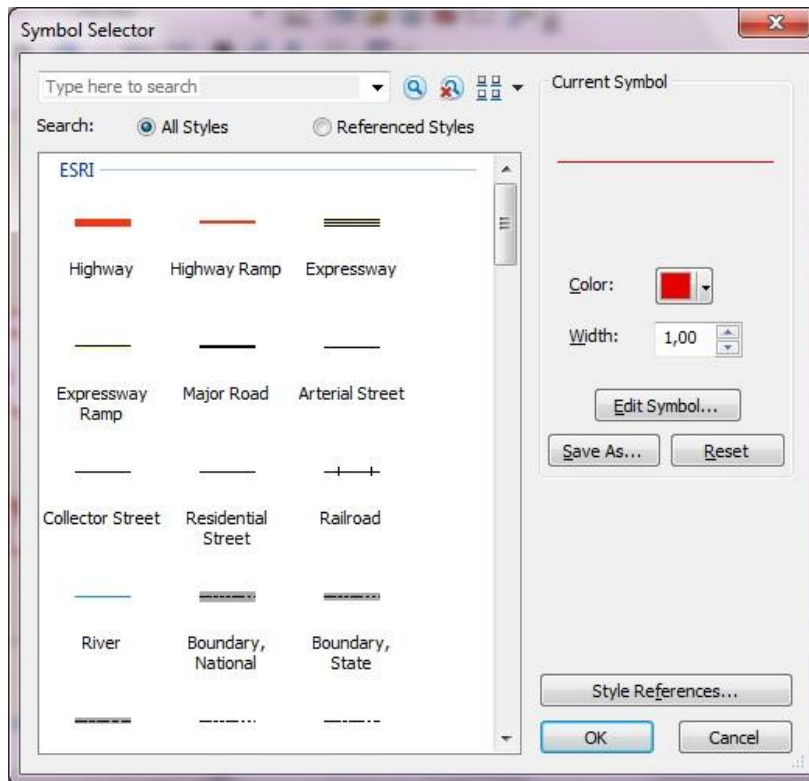 Symbol Selector
Type here to search
Search:
All Styles
Referenced Styles
ESRI
Highway
Highway Ramp
Expressway
Expressway
Ramp
Major Road
Arterial Street
Collector Street
Residential
Street
Railroad
River
Boundary,
National
Boundary,
State
Current Symbol
Color:
Width:
1,00
Edit Symbol...
Save As...
Reset
Style References...
OK
Cancel